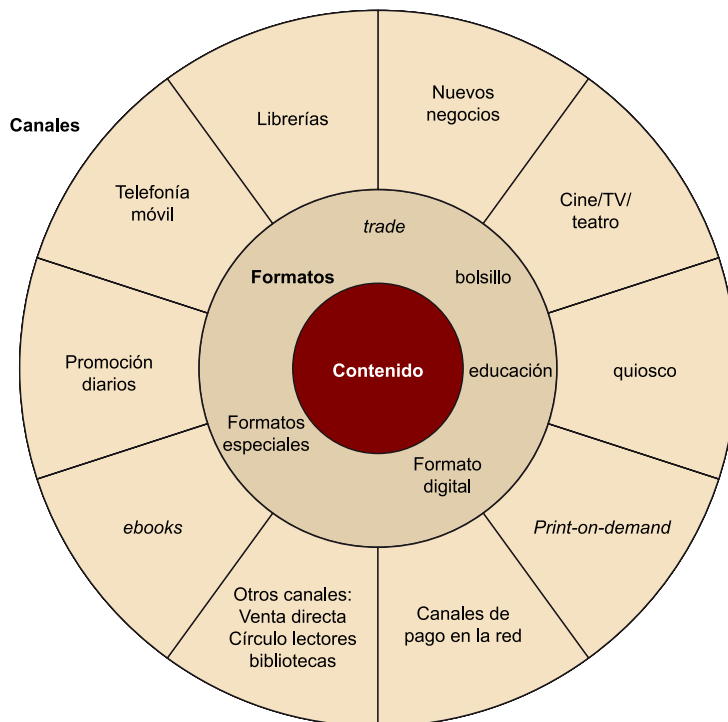 Canales
Librerías
Nuevos
negocios
Cine/TV/
teatro
quiosco
Print-on-demand
Canales de
pago en la red
Otros canales:
Venta directa
Círculo lectores
bibliotecas
ebooks
Promoción
diarios
Telefonía
móvil
Formatos
trade
bolsillo
educación
Formato
digital
Formatos
especiales
Contenido